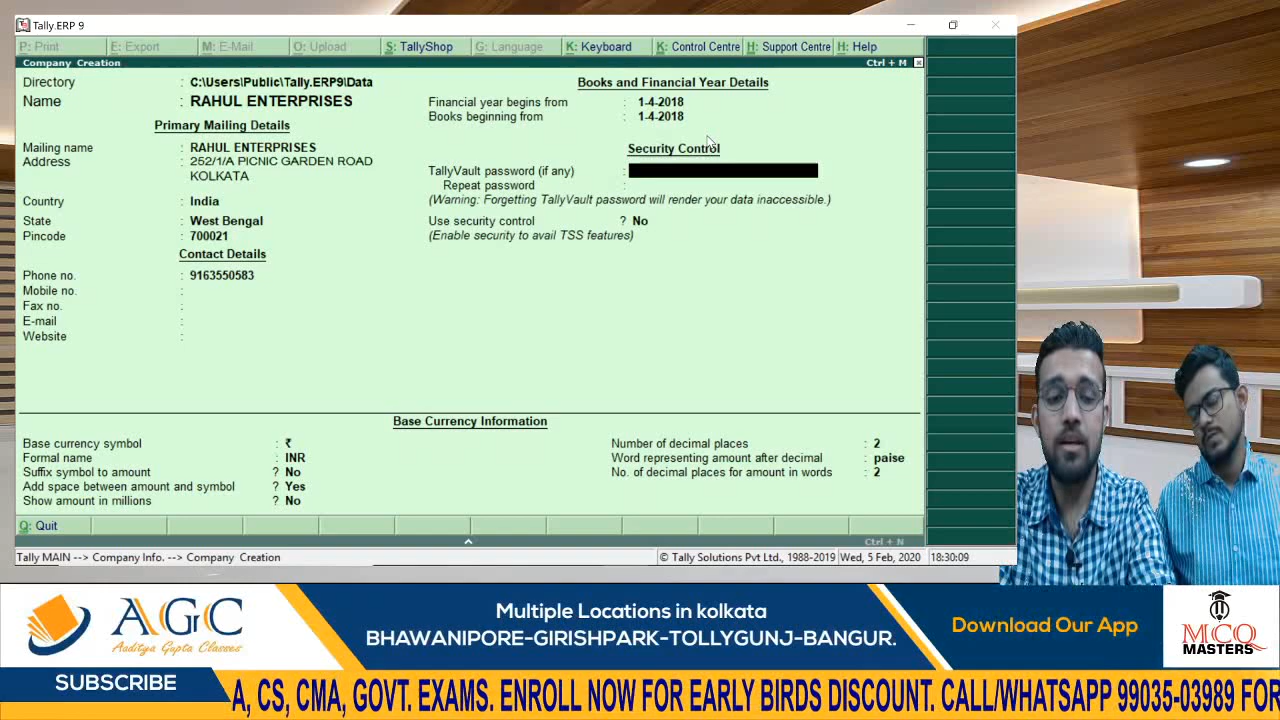 Tally.ERP 9
P: Print E: Export M: E-Mail O: Upload S: TallyShop G: Language K: Keyboard K: Control Centre H: Support Centre H: Help
Company Creation Ctrl + M
Directory : C:\Users\Public\Tally.ERP9\Data
Name : RAHUL ENTERPRISES
Primary Mailing Details
Mailing name : RAHUL ENTERPRISES
Address : 252/1/A PICNIC GARDEN ROAD
KOLKATA
Country : India
State : West Bengal
Pincode : 700021
Contact Details
Phone no. : 9163550583
Mobile no. :
Fax no. :
E-mail :
Website :
Books and Financial Year Details
Financial year begins from : 1-4-2018
Books beginning from : 1-4-2018
Security Control
TallyVault password (if any) :
Repeat password :
(Warning: Forgetting TallyVault password will render your data inaccessible.)
Use security control ? No
(Enable security to avail TSS features)
Base Currency Information
Base currency symbol : ₹
Formal name : INR
Suffix symbol to amount ? No
Add space between amount and symbol ? Yes
Show amount in millions ? No
Number of decimal places : 2
Word representing amount after decimal : paise
No. of decimal places for amount in words : 2
Q: Quit
Ctrl + N
Tally MAIN --> Company Info. --> Company Creation © Tally Solutions Pvt Ltd., 1988-2019 Wed, 5 Feb, 2020 18:30:09
AGC
Aaditya Gupta Classes
Multiple Locations in kolkata
BHAWANIPORE-GIRISHPARK-TOLLYGUNJ-BANGUR.
Download Our App
MCQ
MASTERS
SUBSCRIBE
A, CS, CMA, GOVT. EXAMS. ENROLL NOW FOR EARLY BIRDS DISCOUNT. CALL/WHATSAPP 99035-03989 FOR